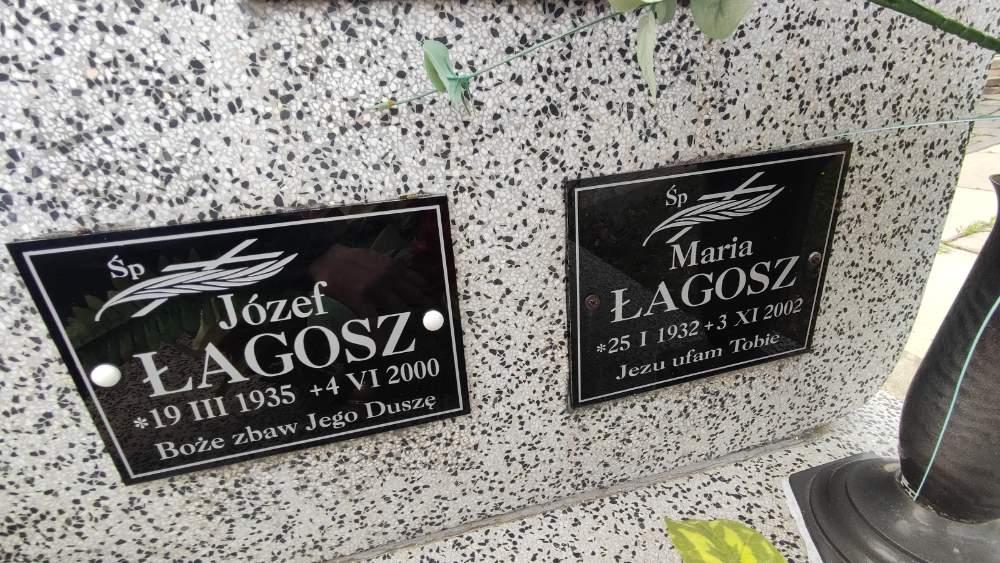 Śp
Józef
ŁAGOSZ
*19 III 1935 +4 VI 2000
Boże zbaw Jego Duszę
Śp
Maria
ŁAGOSZ
*25 I 1932 +3 XI 2002
Jezu ufam Tobie